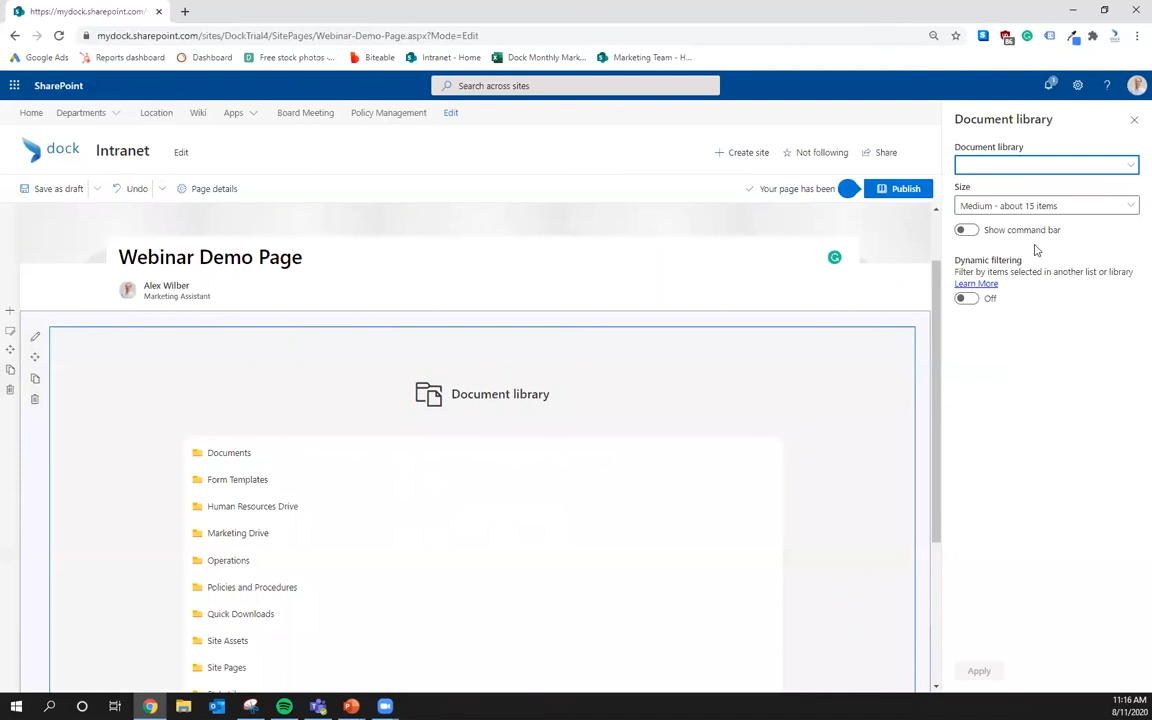 https://mydock.sharepoint.com/
mydock.sharepoint.com/sites/DockTrial4/SitePages/Webinar-Demo-Page.aspx?Mode=Edit
Google Ads Reports dashboard Dashboard Free stock photos -... Biteable Intranet - Home Dock Monthly Mark... Marketing Team - H...
SharePoint
Search across sites
1
Home Departments Location Wiki Apps Board Meeting Policy Management Edit
dock Intranet Edit
Create site Not following Share
Save as draft Undo Page details
Your page has been
Publish
Webinar Demo Page
Alex Wilber
Marketing Assistant
Document library
Documents
Form Templates
Human Resources Drive
Marketing Drive
Operations
Policies and Procedures
Quick Downloads
Site Assets
Site Pages
Document library
Document library
Size
Medium - about 15 items
Show command bar
Dynamic filtering
Filter by items selected in another list or library
Learn More
Off
Apply
11:16 AM
8/11/2020